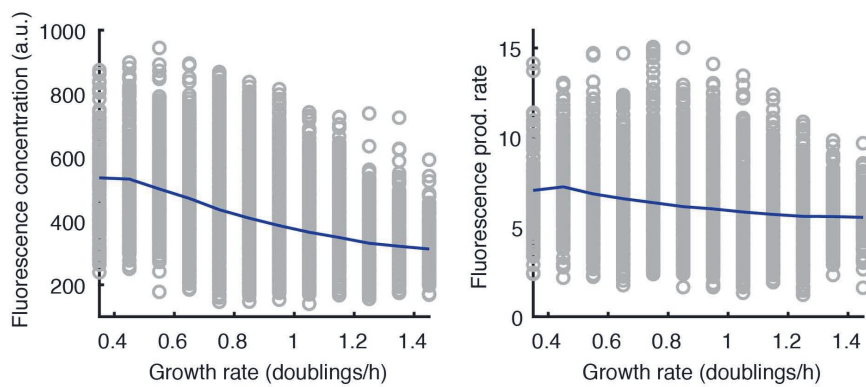 Fluorescence concentration (a.u.)
1000
800
600
400
200
0.4 0.6 0.8 1 1.2 1.4
Growth rate (doublings/h)
Fluorescence prod. rate
15
10
5
0
0.4 0.6 0.8 1 1.2 1.4
Growth rate (doublings/h)